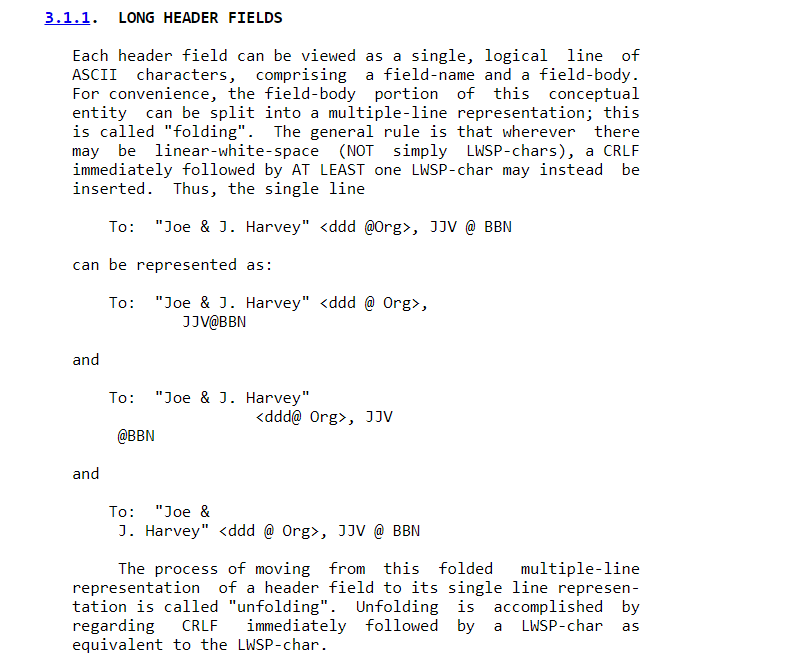 3.1.1.  LONG HEADER FIELDS
Each header field can be viewed as a single, logical line of
ASCII characters, comprising a field-name and a field-body.
For convenience, the field-body portion of this conceptual
entity can be split into a multiple-line representation; this
is called "folding". The general rule is that wherever there
may be linear-white-space (NOT simply LWSP-chars), a CRLF
immediately followed by AT LEAST one LWSP-char may instead be
inserted. Thus, the single line
To: "Joe & J. Harvey" <ddd @Org>, JJV @ BBN
can be represented as:
To: "Joe & J. Harvey" <ddd @ Org>,
JJV@BBN
and
To: "Joe & J. Harvey"
<ddd@ Org>, JJV
@BBN
and
To: "Joe &
J. Harvey" <ddd @ Org>, JJV @ BBN
The process of moving from this folded multiple-line
representation of a header field to its single line represen-
tation is called "unfolding". Unfolding is accomplished by
regarding CRLF immediately followed by a LWSP-char as
equivalent to the LWSP-char.